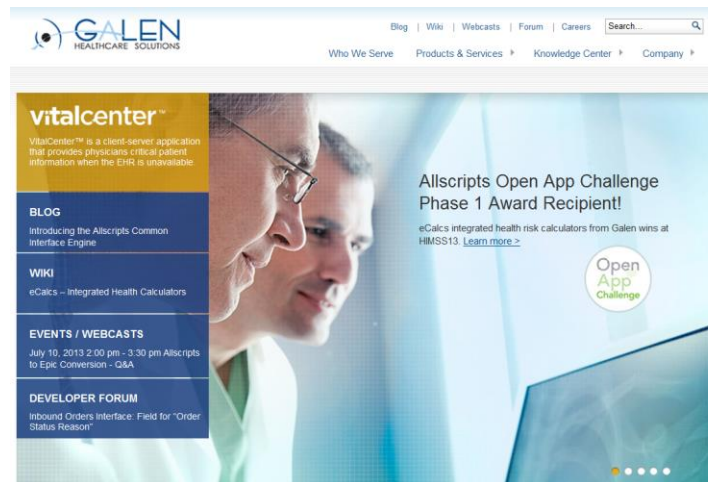 GALEN
HEALTHCARE SOLUTIONS
Blog | Wiki | Webcasts | Forum | Careers
Search...
Who We Serve Products & Services Knowledge Center Company
vitalcenter™
VitalCenter™ is a client-server application
that provides physicians critical patient
information when the EHR is unavailable
BLOG
Introducing the Allscripts Common
Interface Engine
WIKI
eCalcs – Integrated Health Calculators
EVENTS / WEBCASTS
July 10, 2013 2:00 pm - 3:30 pm Allscripts
to Epic Conversion - Q&A
DEVELOPER FORUM
Inbound Orders Interface: Field for "Order
Status Reason"
Allscripts Open App Challenge
Phase 1 Award Recipient!
eCalcs integrated health risk calculators from Galen wins at
HIMSS13. Learn more >
Open
App
Challenge